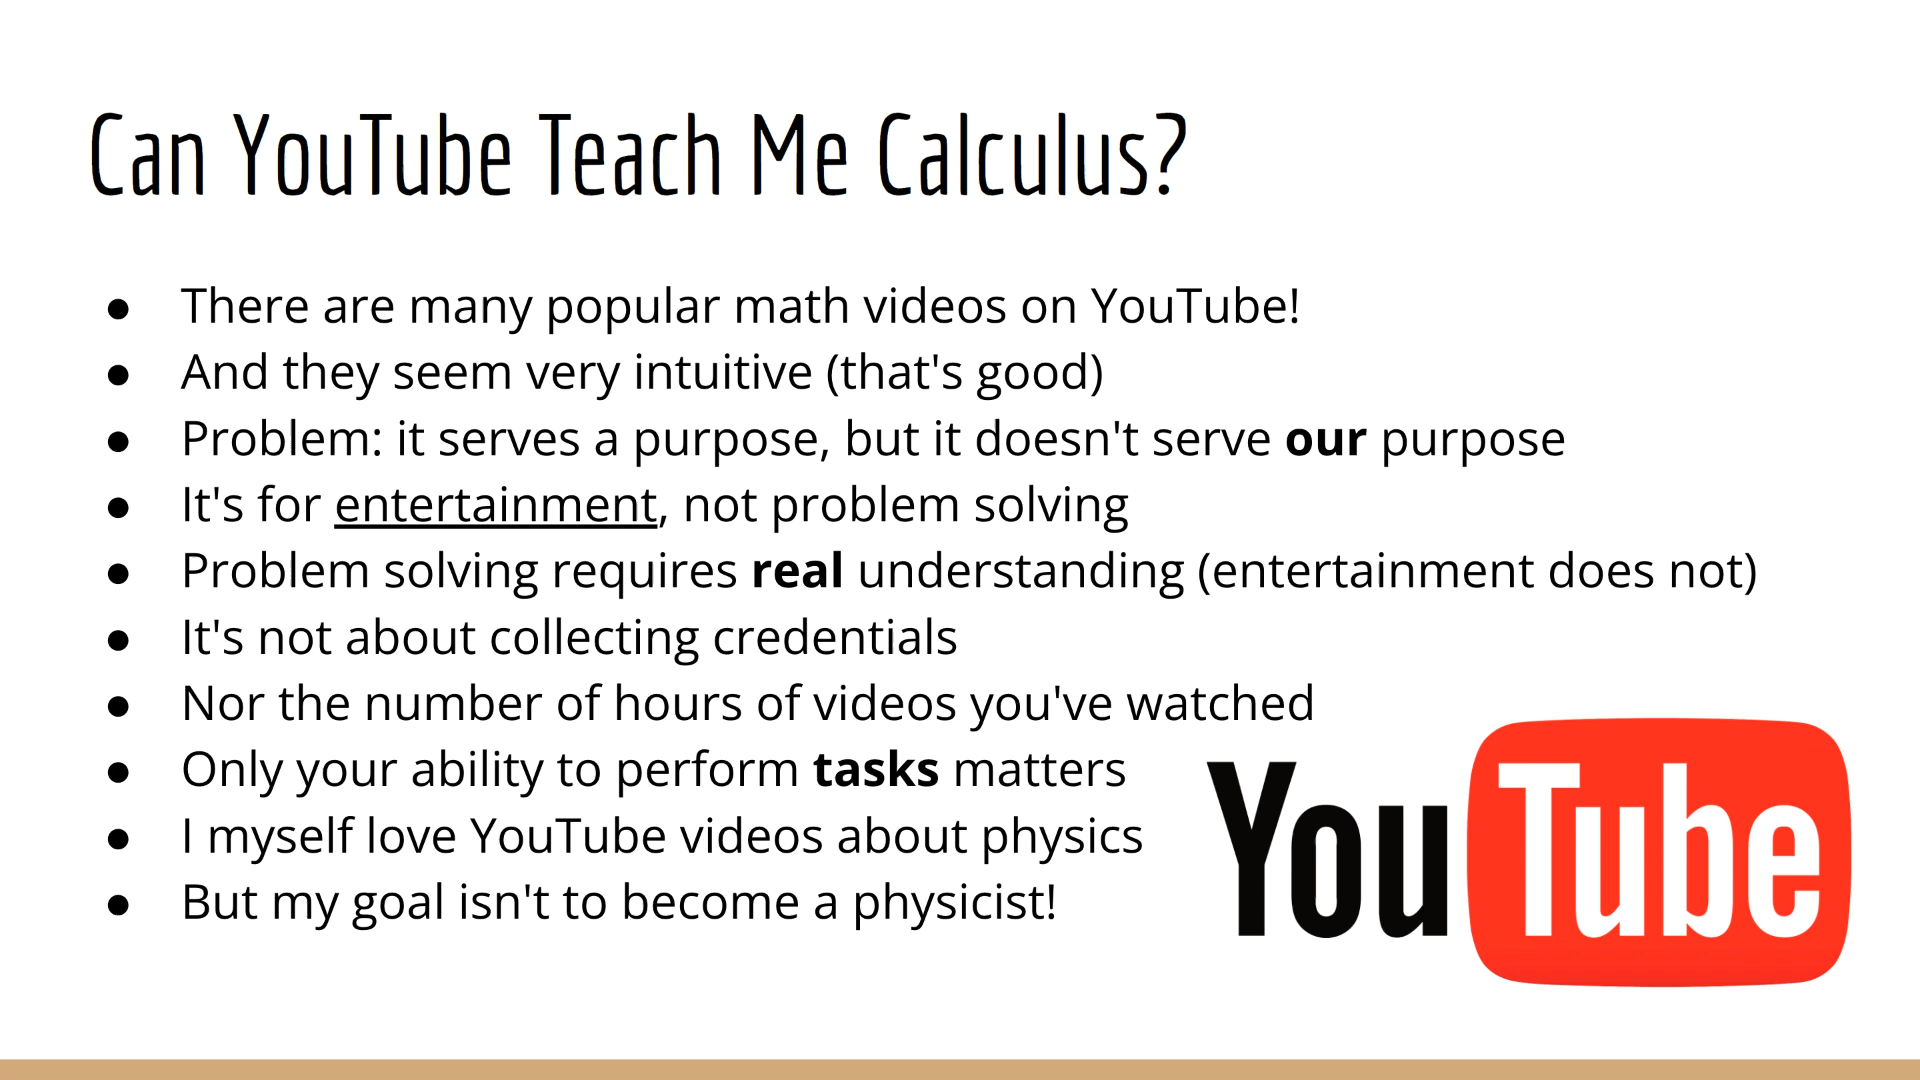 Can YouTube Teach Me Calculus?
● There are many popular math videos on YouTube!
● And they seem very intuitive (that's good)
● Problem: it serves a purpose, but it doesn't serve our purpose
● It's for entertainment, not problem solving
● Problem solving requires real understanding (entertainment does not)
● It's not about collecting credentials
● Nor the number of hours of videos you've watched
● Only your ability to perform tasks matters
● I myself love YouTube videos about physics
● But my goal isn't to become a physicist!
YouTube